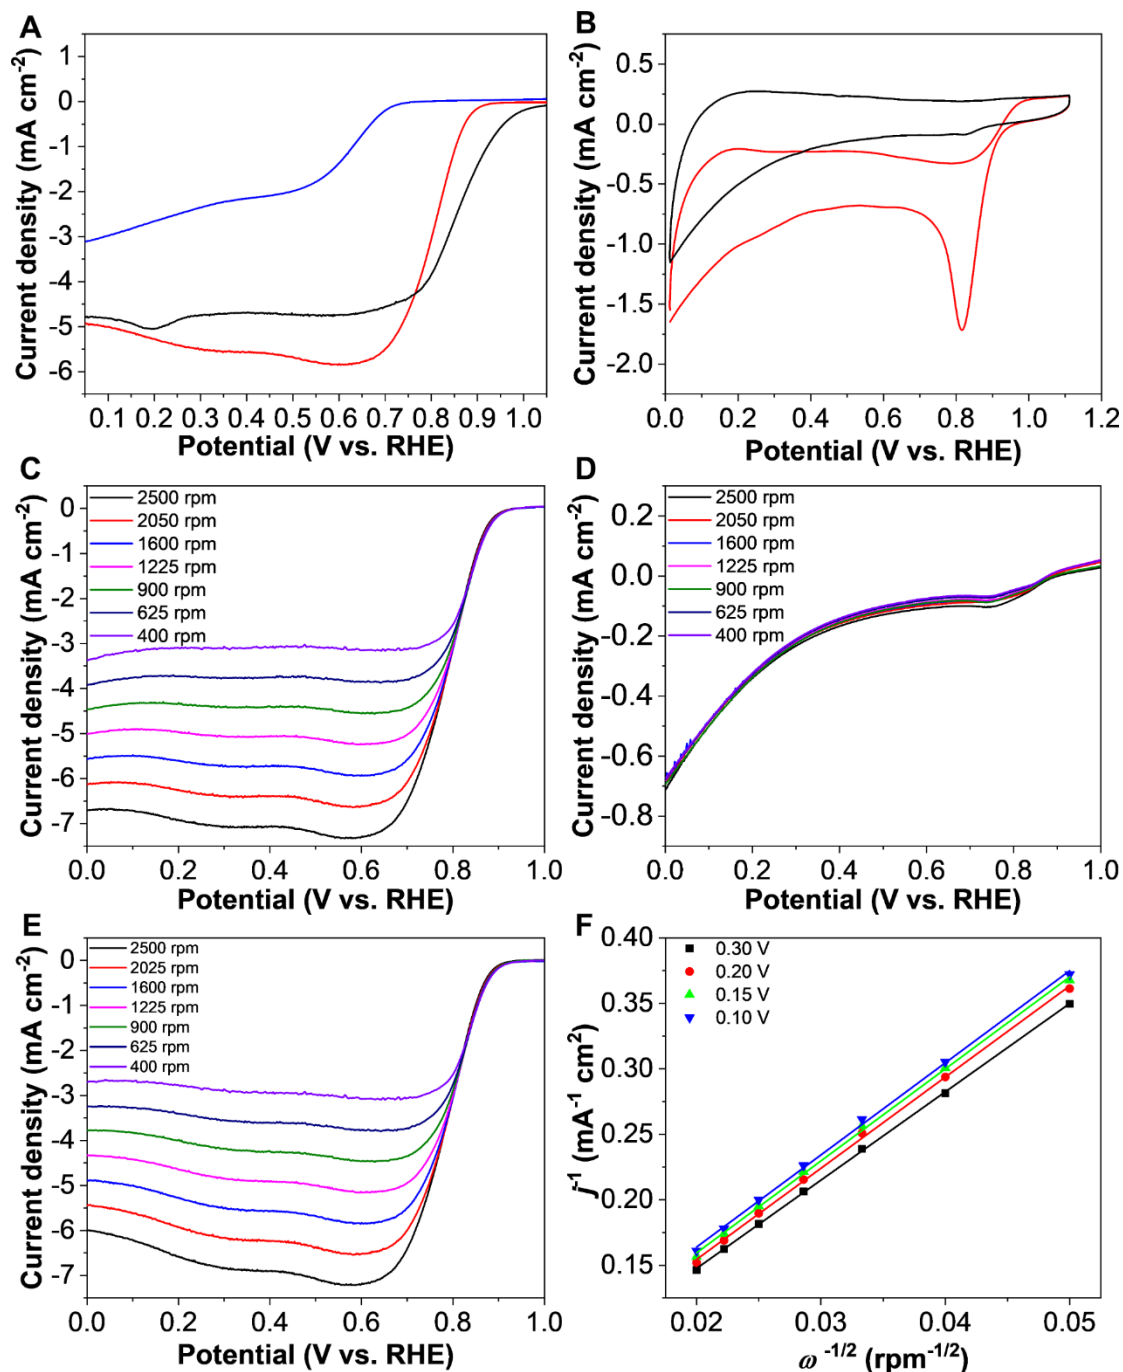 A
Current density (mA cm-2)
1
0
-1
-2
-3
-4
-5
-6
0.1 0.2 0.3 0.4 0.5 0.6 0.7 0.8 0.9 1.0
Potential (V vs. RHE)
B
Current density (mA cm-2)
0.5
0.0
-0.5
-1.0
-1.5
-2.0
0.0 0.2 0.4 0.6 0.8 1.0 1.2
Potential (V vs. RHE)
C
Current density (mA cm-2)
2500 rpm
2050 rpm
1600 rpm
1225 rpm
900 rpm
625 rpm
400 rpm
0
-1
-2
-3
-4
-5
-6
-7
0.0 0.2 0.4 0.6 0.8 1.0
Potential (V vs. RHE)
D
Current density (mA cm-2)
2500 rpm
2050 rpm
1600 rpm
1225 rpm
900 rpm
625 rpm
400 rpm
0.2
0.0
-0.2
-0.4
-0.6
-0.8
0.0 0.2 0.4 0.6 0.8 1.0
Potential (V vs. RHE)
E
Current density (mA cm-2)
2500 rpm
2025 rpm
1600 rpm
1225 rpm
900 rpm
625 rpm
400 rpm
0
-1
-2
-3
-4
-5
-6
-7
0.0 0.2 0.4 0.6 0.8 1.0
Potential (V vs. RHE)
F
j-1 (mA-1 cm2)
0.30 V
0.20 V
0.15 V
0.10 V
0.40
0.35
0.30
0.25
0.20
0.15
0.02 0.03 0.04 0.05
ω -1/2 (rpm-1/2)